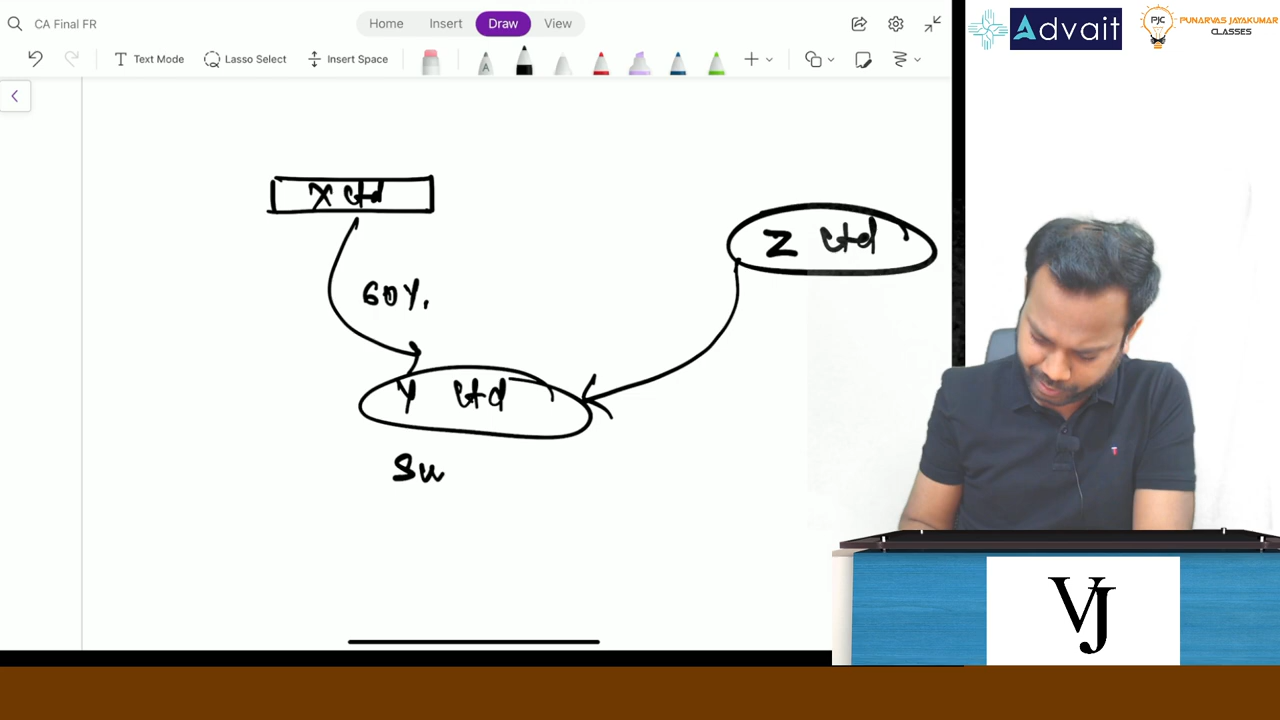 CA Final FR
Home Insert Draw View
Text Mode Lasso Select Insert Space
Advait
PJC
PUNARVAS JAYAKUMAR
CLASSES
X Ltd
Z Ltd
60%
Y Ltd
Su
VJ